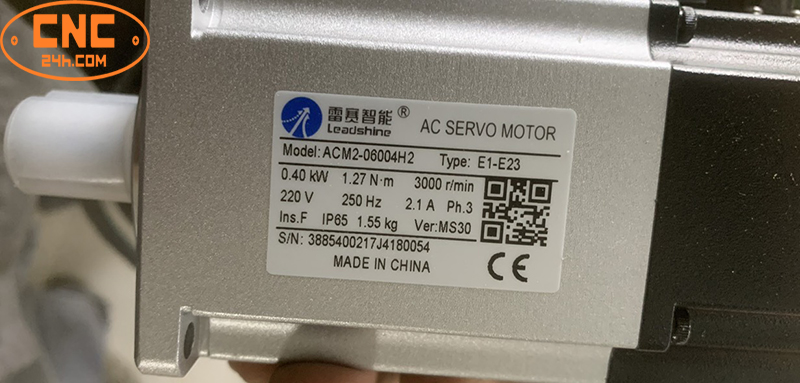 CNC
24h.COM
雷赛智能®
Leadshine
AC SERVO MOTOR
Model: ACM2-06004H2 Type: E1-E23
0.40 kW 1.27 N·m 3000 r/min
220 V 250 Hz 2.1 A Ph.3
Ins.F IP65 1.55 kg Ver:MS30
S/N: 3885400217J4180054
MADE IN CHINA
CE